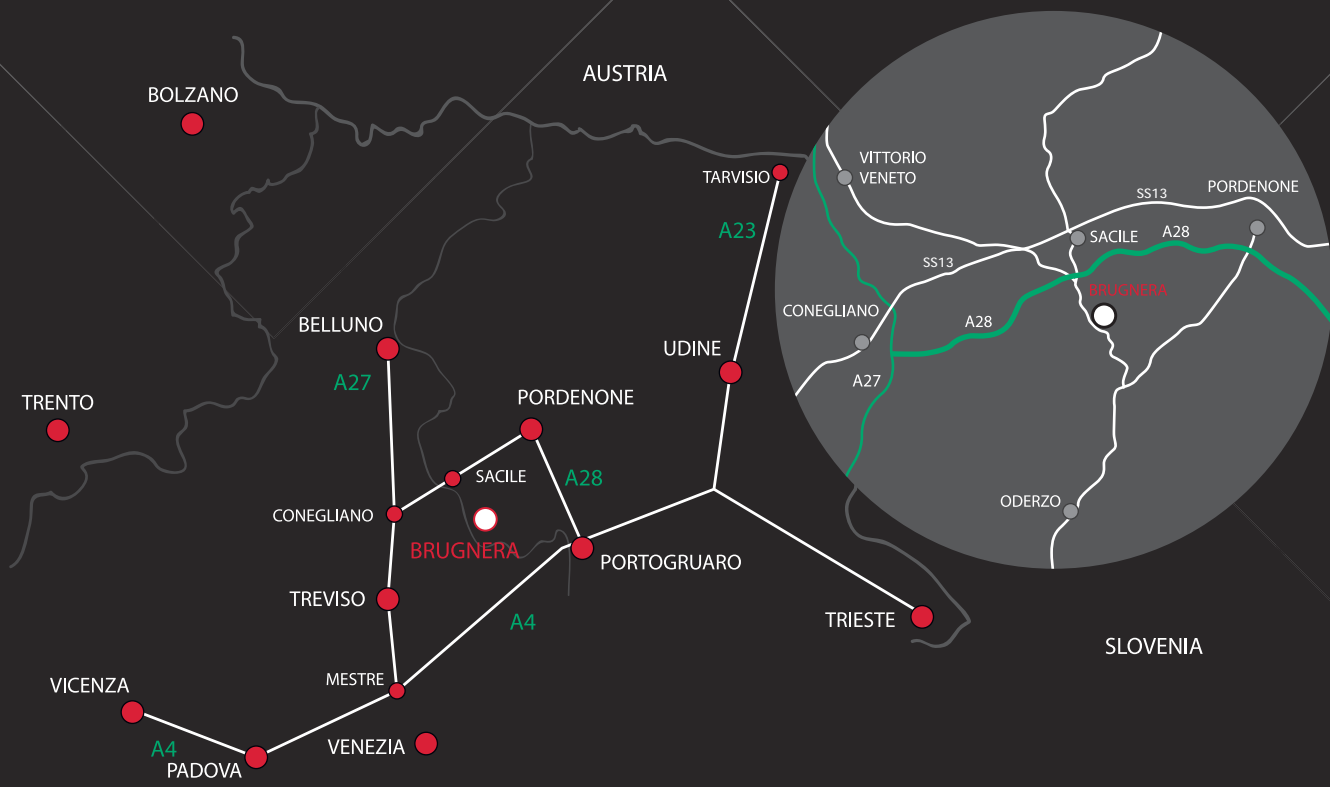 AUSTRIA
BOLZANO
TARVISIO
A23
BELLUNO
A27
UDINE
TRENTO
PORDENONE
SACILE
A28
CONEGLIANO
BRUGNERA
PORTOGRUARO
TREVISO
A4
TRIESTE
SLOVENIA
MESTRE
VICENZA
A4
PADOVA
VENEZIA
VITTORIO
VENETO
SS13
PORDENONE
SACILE
A28
SS13
BRUGNERA
CONEGLIANO
A28
A27
ODERZO